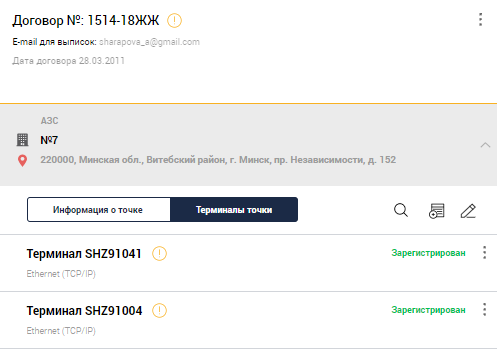 Договор №: 1514-18ЖЖ
E-mail для выписок: sharapova_a@gmail.com
Дата договора 28.03.2011
АЗС
№7
220000, Минская обл., Витебский район, г. Минск, пр. Независимости, д. 152
Информация о точке
Терминалы точки
Терминал SHZ91041
Зарегистрирован
Ethernet (TCP/IP)
Терминал SHZ91004
Зарегистрирован
Ethernet (TCP/IP)